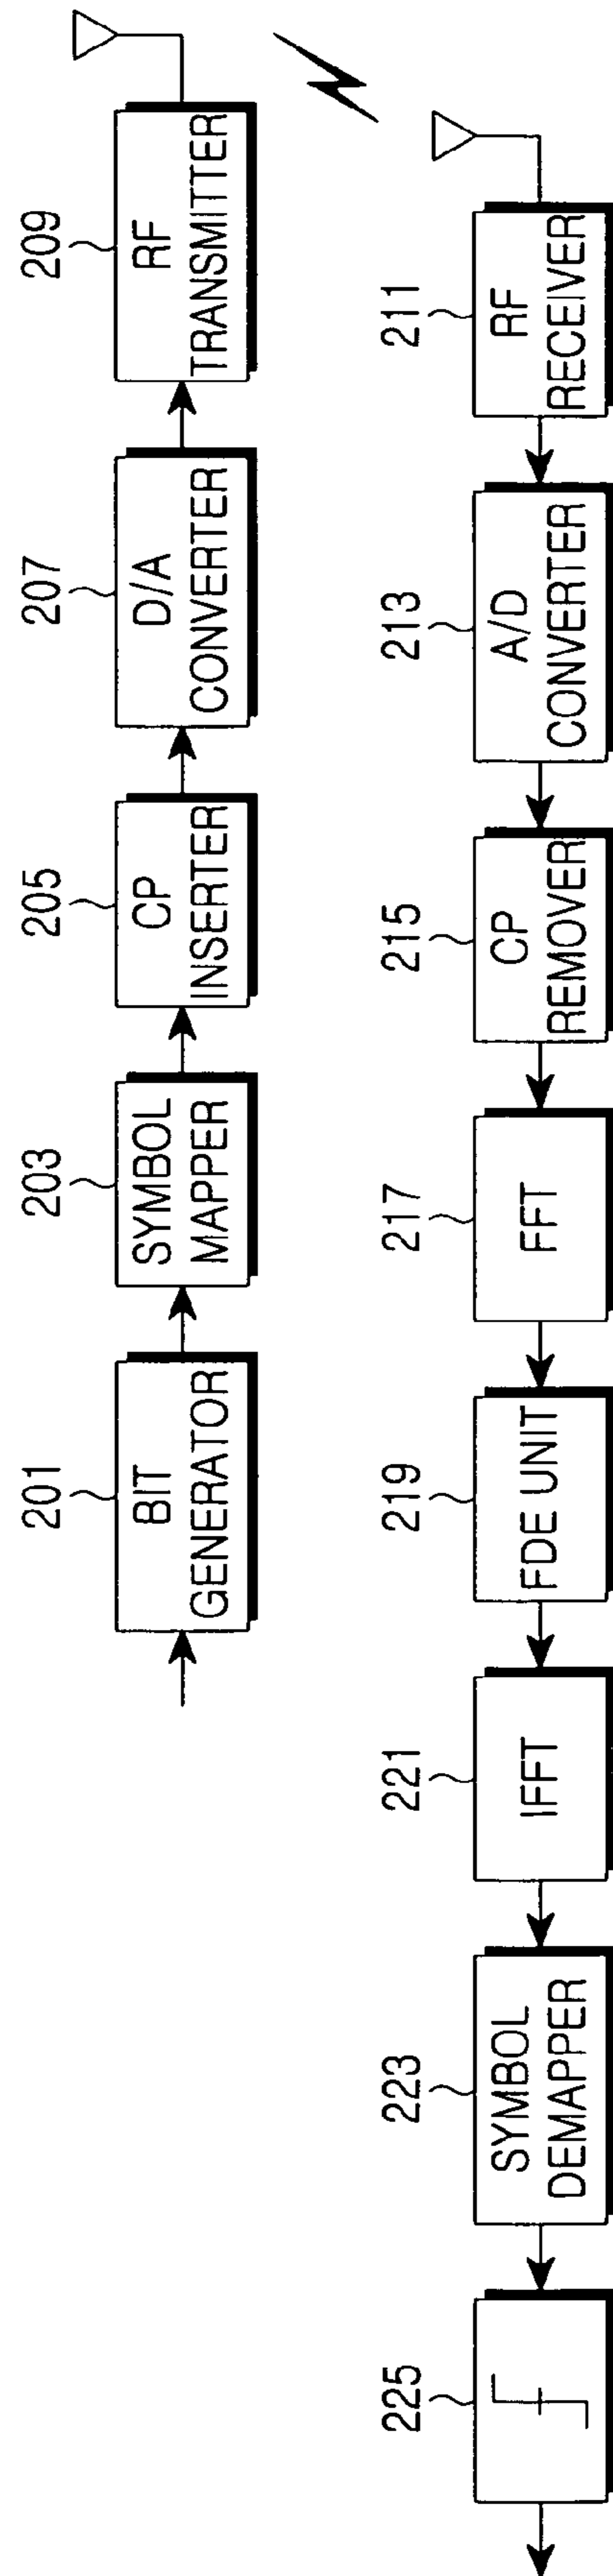 201
BIT
GENERATOR
203
SYMBOL
MAPPER
205
CP
INSERTER
207
D/A
CONVERTER
209
RF
TRANSMITTER
225
223
SYMBOL
DEMAPPER
221
IFFT
219
FDE UNIT
217
FFT
215
CP
REMOVER
213
A/D
CONVERTER
211
RF
RECEIVER